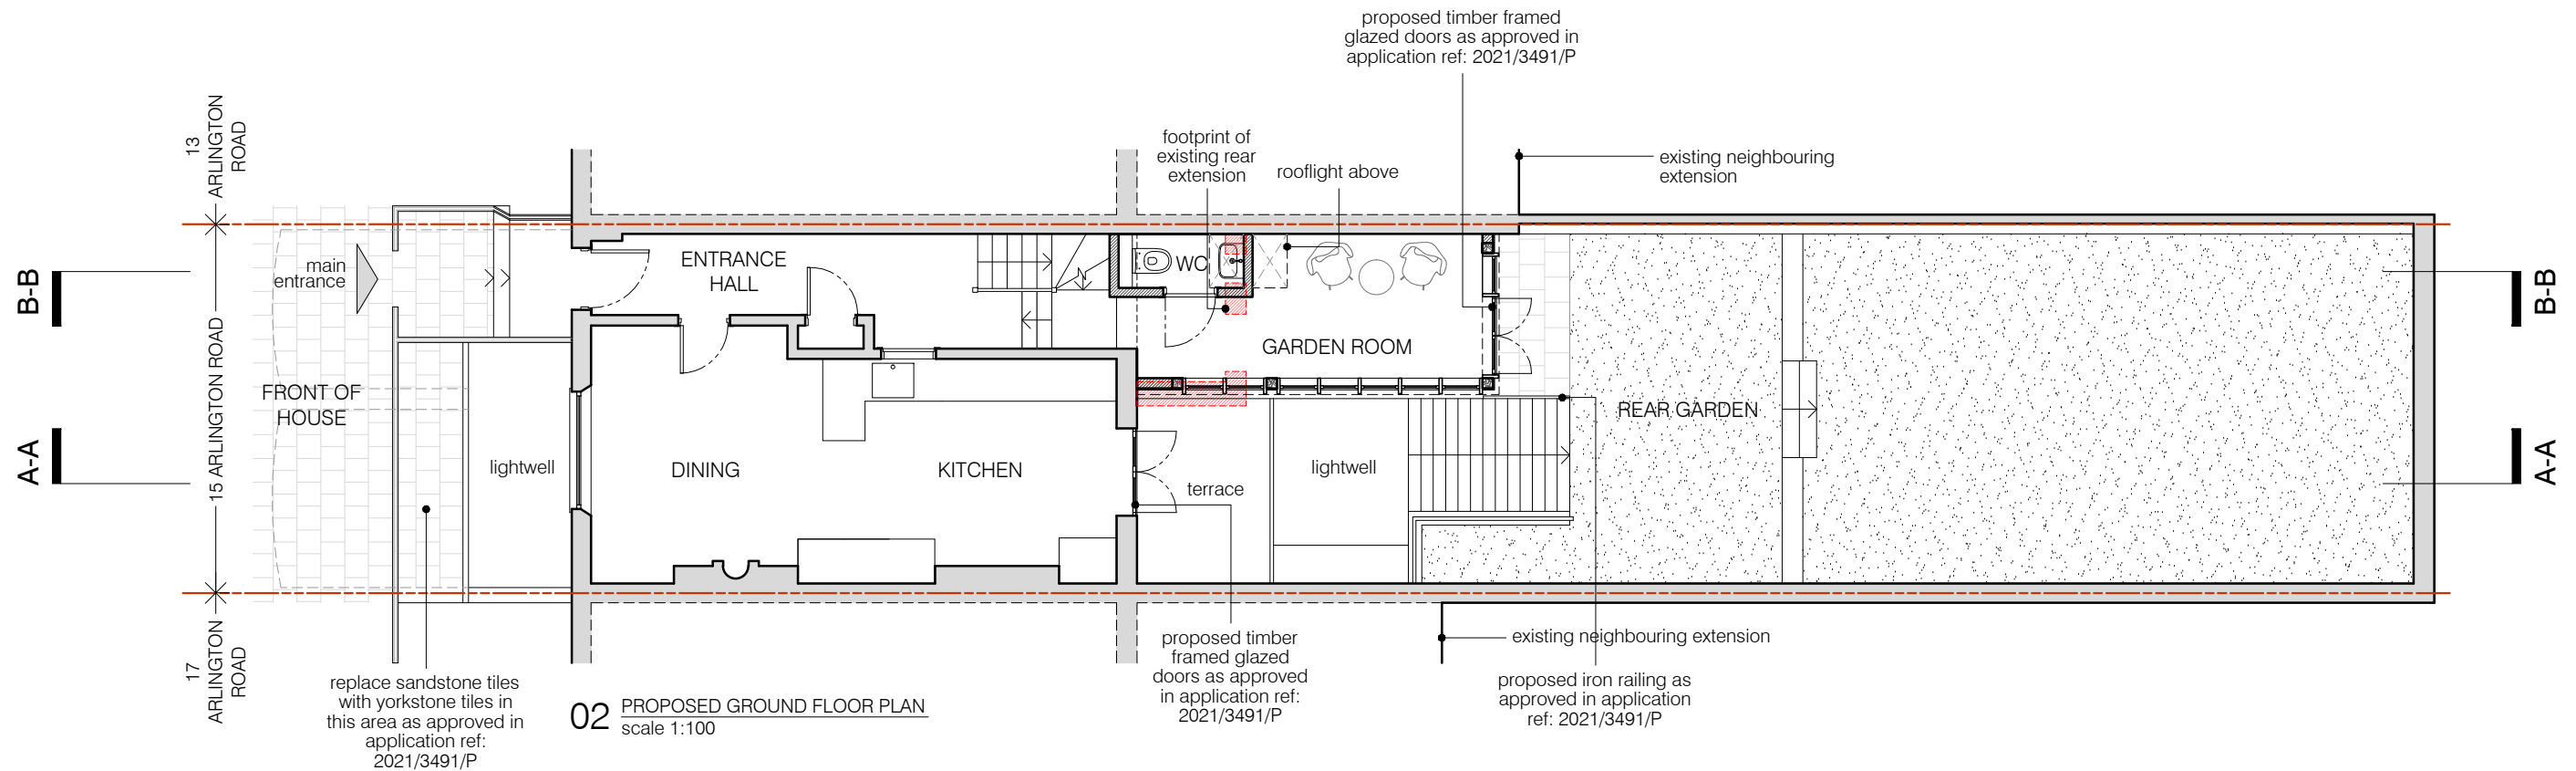 proposed timber framed
glazed doors as approved in
application ref: 2021/3491/P
13
ARLINGTON
ROAD
footprint of
existing rear
extension
rooflight above
existing neighbouring
extension
B-B
main
entrance
ENTRANCE
HALL
WC
B-B
GARDEN ROOM
15 ARLINGTON ROAD
FRONT OF
HOUSE
REAR GARDEN
A-A
lightwell
DINING
KITCHEN
terrace
lightwell
A-A
17
ARLINGTON
ROAD
existing neighbouring extension
replace sandstone tiles
with yorkstone tiles in
this area as approved in
application ref:
2021/3491/P
02
PROPOSED GROUND FLOOR PLAN
scale 1:100
proposed timber
framed glazed
doors as approved
in application ref:
2021/3491/P
proposed iron railing as
approved in application
ref: 2021/3491/P